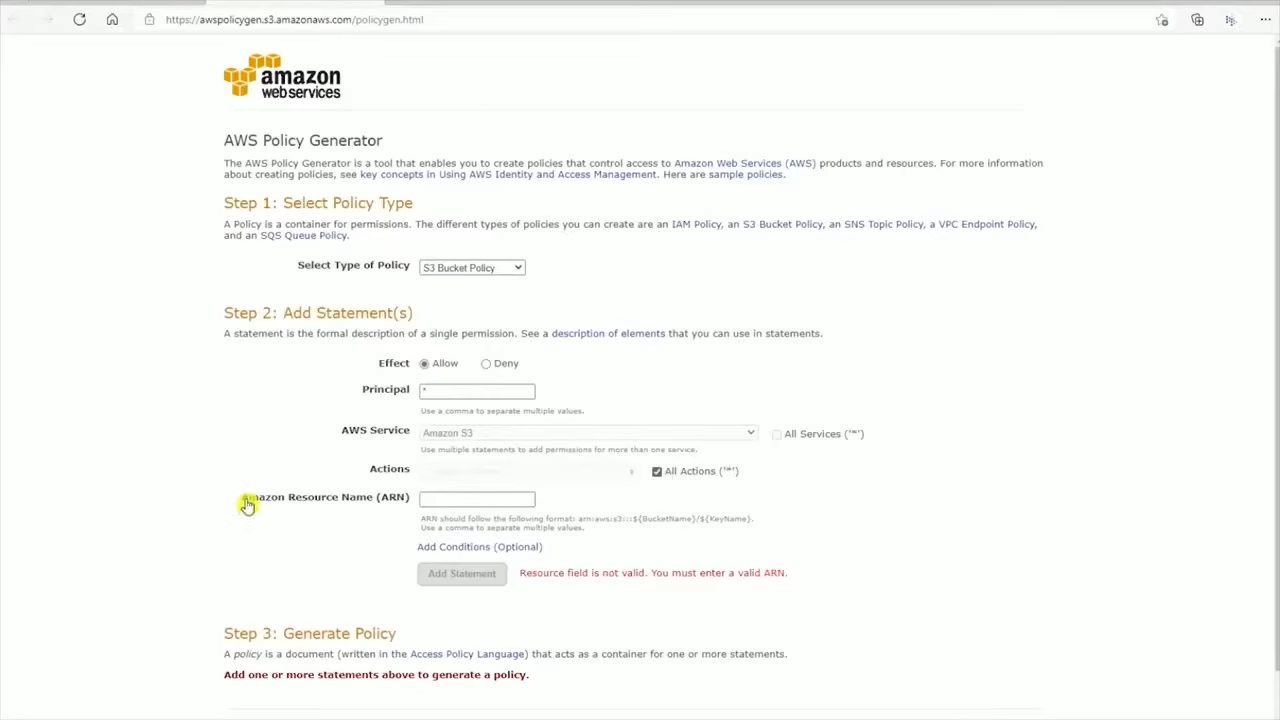 https://awspolicygen.s3.amazonaws.com/policygen.html
amazon
webservices
AWS Policy Generator
The AWS Policy Generator is a tool that enables you to create policies that control access to Amazon Web Services (AWS) products and resources. For more information
about creating policies, see key concepts in Using AWS Identity and Access Management. Here are sample policies.
Step 1: Select Policy Type
A Policy is a container for permissions. The different types of policies you can create are an IAM Policy, an S3 Bucket Policy, an SNS Topic Policy, a VPC Endpoint Policy,
and an SQS Queue Policy.
Select Type of Policy S3 Bucket Policy
Step 2: Add Statement(s)
A statement is the formal description of a single permission. See a description of elements that you can use in statements.
Effect Allow Deny
Principal *
Use a comma to separate multiple values.
AWS Service Amazon S3 All Services ('*')
Use multiple statements to add permissions for more than one service.
Actions All Actions ('*')
Amazon Resource Name (ARN)
ARN should follow the following format: arn:aws:s3:::${BucketName}/${KeyName}.
Use a comma to separate multiple values.
Add Conditions (Optional)
Add Statement Resource field is not valid. You must enter a valid ARN.
Step 3: Generate Policy
A policy is a document (written in the Access Policy Language) that acts as a container for one or more statements.
Add one or more statements above to generate a policy.